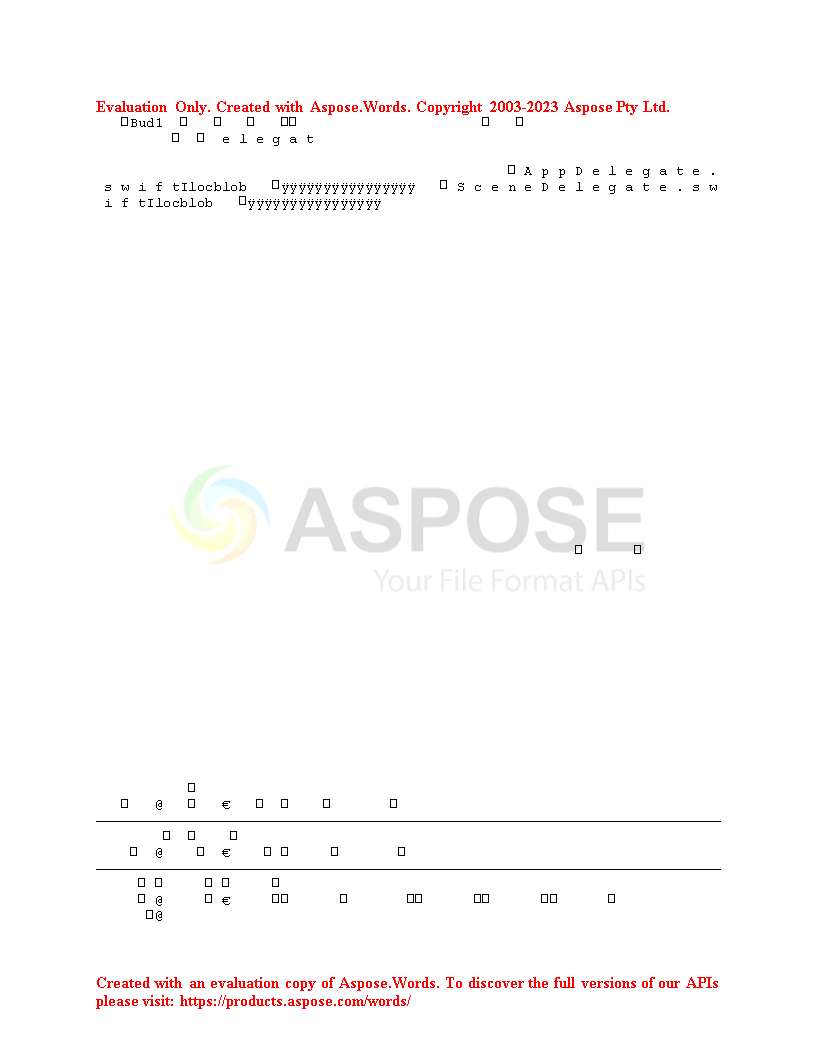 Evaluation Only. Created with Aspose.Words. Copyright 2003-2023 Aspose Pty Ltd.
□Bud1 □ □ □ □□ □ □
□ □ e l e g a t
□ A p p D e l e g a t e .
s w i f tIlocblob □ÿÿÿÿÿÿÿÿÿÿÿÿÿÿÿÿ □ S c e n e D e l e g a t e . s w
i f tIlocblob □ÿÿÿÿÿÿÿÿÿÿÿÿÿÿÿÿ
ASPOSE
□ □
Your File Format APIs
□
□ @ □ € □ □ □ □
□ □ □
□ @ □ € □ □ □ □
□ □ □ □ □
□ @ □ € □□ □ □□ □□ □□ □
□@
Created with an evaluation copy of Aspose.Words. To discover the full versions of our APIs
please visit: https://products.aspose.com/words/